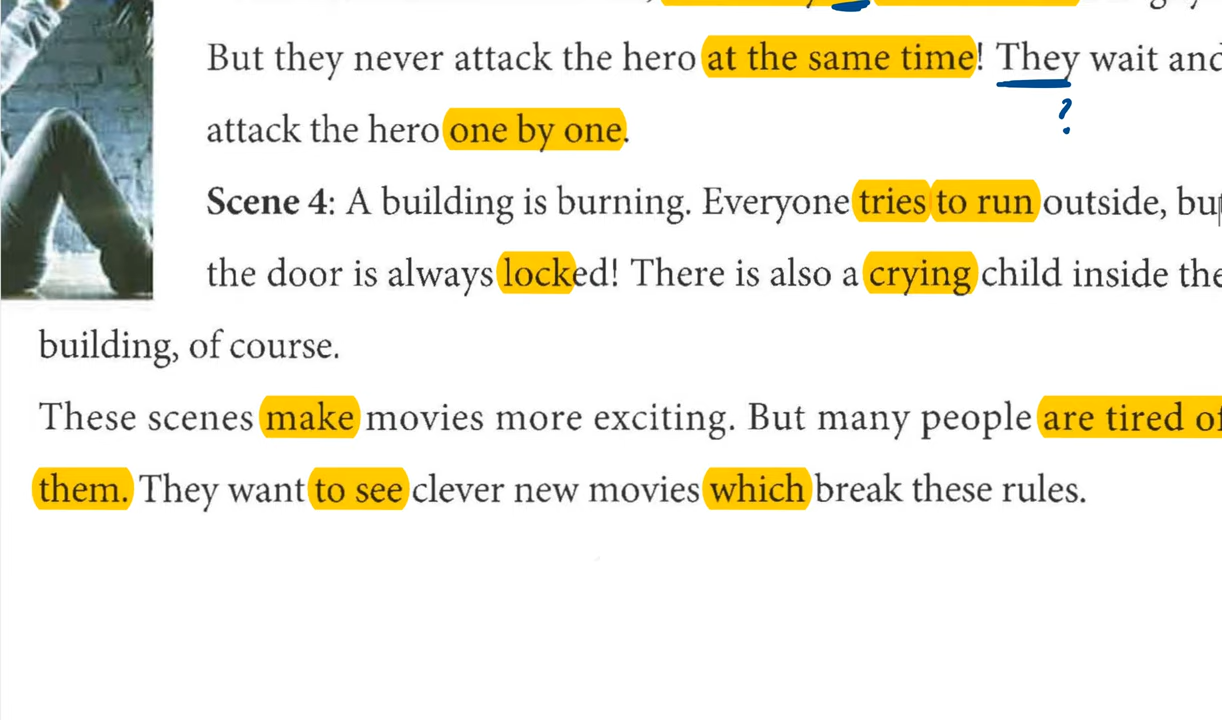 But they never attack the hero at the same time! They wait and
?
attack the hero one by one.
Scene 4: A building is burning. Everyone tries to run outside, but
the door is always locked! There is also a crying child inside the
building, of course.
These scenes make movies more exciting. But many people are tired of
them. They want to see clever new movies which break these rules.